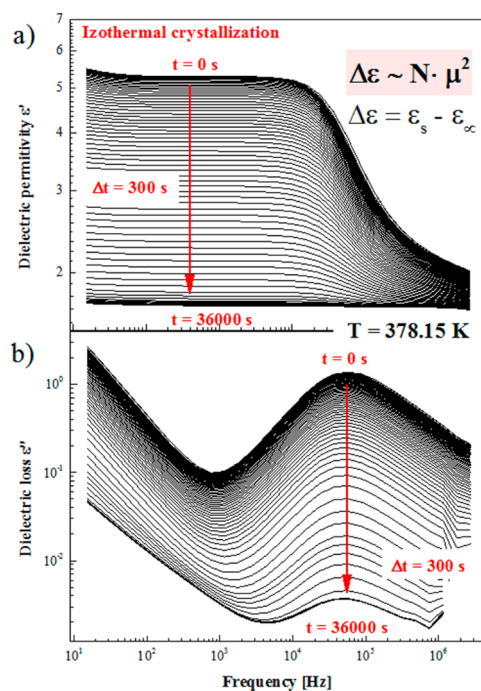 a)
Izothermal crystallization
t = 0 s
Δε ~ N· μ²
Δε = ε_s - ε_∞
Δt = 300 s
t = 36000 s
7
6
5
4
3
2
Dielectric permitivity ε'
T = 378.15 K
b)
t = 0 s
Δt = 300 s
t = 36000 s
10⁰
10⁻¹
10⁻²
Dielectric loss ε"
10¹ 10² 10³ 10⁴ 10⁵ 10⁶
Frequency [Hz]